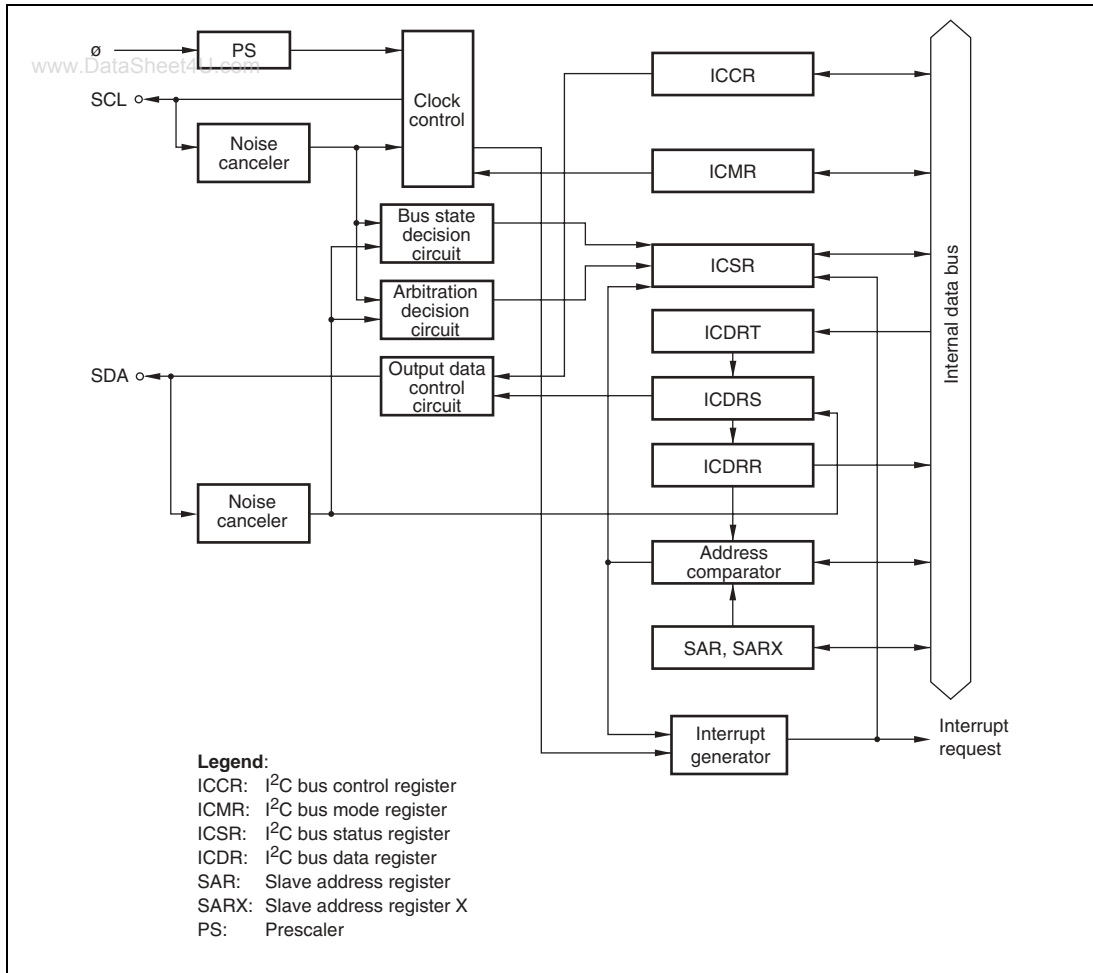 ø
PS
www.DataSheet4U.com
SCL
Clock
control
Noise
canceler
Bus state
decision
circuit
Arbitration
decision
circuit
SDA
Output data
control
circuit
Noise
canceler
ICCR
ICMR
ICSR
ICDRT
ICDRS
ICDRR
Address
comparator
SAR, SARX
Interrupt
generator
Internal data bus
Interrupt
request
Legend:
ICCR: I²C bus control register
ICMR: I²C bus mode register
ICSR: I²C bus status register
ICDR: I²C bus data register
SAR: Slave address register
SARX: Slave address register X
PS: Prescaler